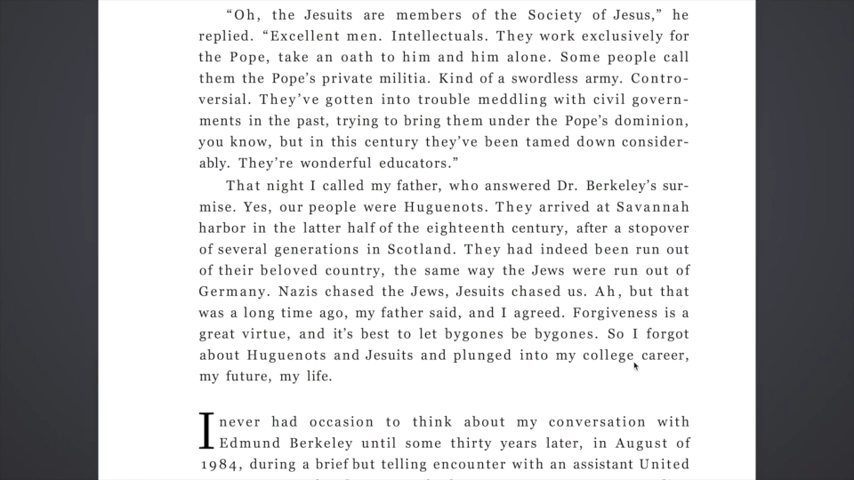 “Oh, the Jesuits are members of the Society of Jesus,” he
replied. “Excellent men. Intellectuals. They work exclusively for
the Pope, take an oath to him and him alone. Some people call
them the Pope’s private militia. Kind of a swordless army. Contro-
versial. They’ve gotten into trouble meddling with civil govern-
ments in the past, trying to bring them under the Pope’s dominion,
you know, but in this century they’ve been tamed down consider-
ably. They’re wonderful educators.”
That night I called my father, who answered Dr. Berkeley’s sur-
mise. Yes, our people were Huguenots. They arrived at Savannah
harbor in the latter half of the eighteenth century, after a stopover
of several generations in Scotland. They had indeed been run out
of their beloved country, the same way the Jews were run out of
Germany. Nazis chased the Jews, Jesuits chased us. Ah, but that
was a long time ago, my father said, and I agreed. Forgiveness is a
great virtue, and it’s best to let bygones be bygones. So I forgot
about Huguenots and Jesuits and plunged into my college career,
my future, my life.
I never had occasion to think about my conversation with
Edmund Berkeley until some thirty years later, in August of
1984, during a brief but telling encounter with an assistant United